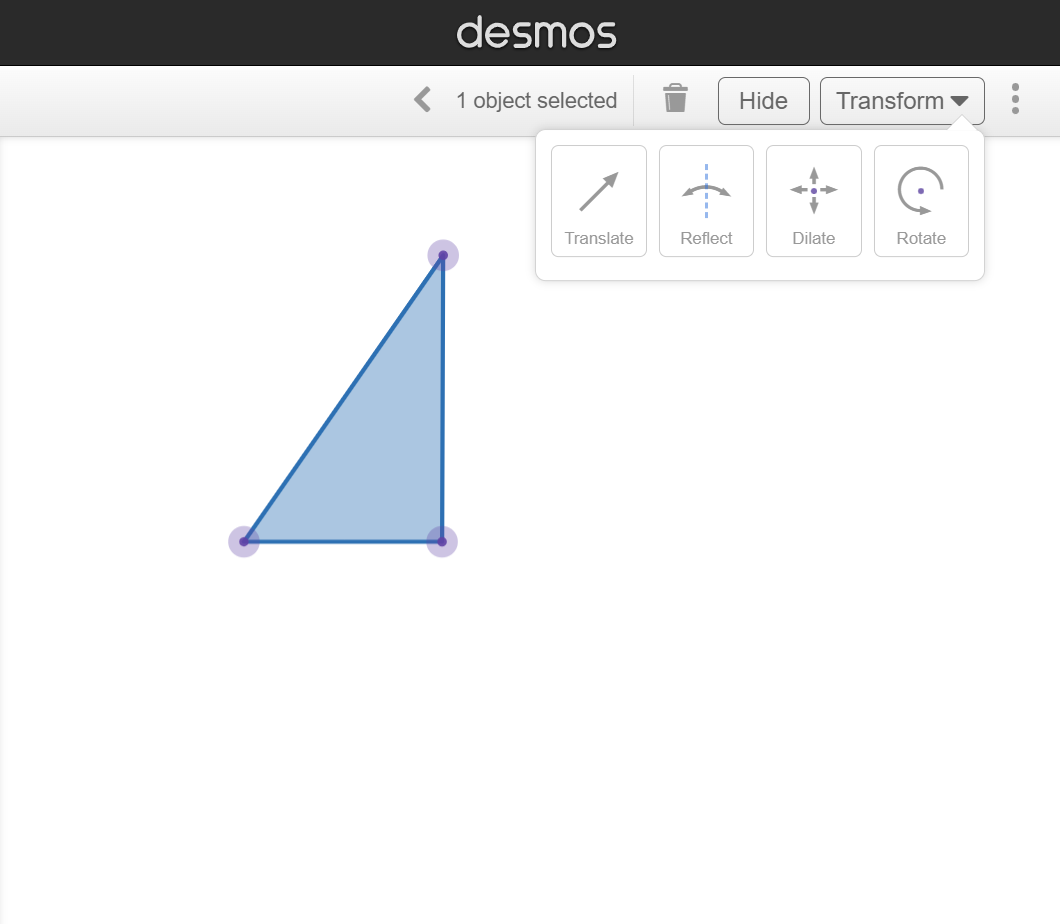 desmos
1 object selected
Hide
Transform
Translate
Reflect
Dilate
Rotate